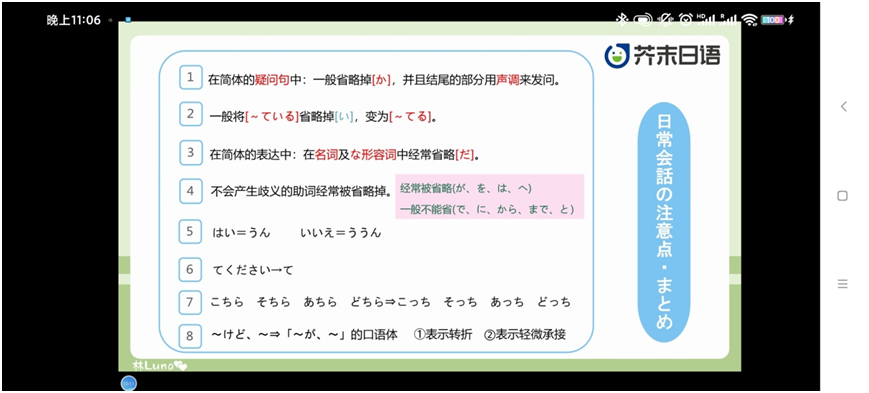 晚上11:06
芥末日语
1 在简体的疑问句中：一般省略掉[か]，并且结尾的部分用声调来发问。
2 一般将[～ている]省略掉[い]，变为[～てる]。
3 在简体的表达中：在名词及な形容词中经常省略[だ]。
4 不会产生歧义的助词经常被省略掉。
经常被省略(が、を、は、へ)
一般不能省(で、に、から、まで、と)
5 はい＝うん　　いいえ＝ううん
6 てください→て
7 こちら　そちら　あちら　どちら⇒こっち　そっち　あっち　どっち
8 ～けど、～⇒「～が、～」的口语体　①表示转折　②表示轻微承接
日常会話の注意点・まとめ
林Luna